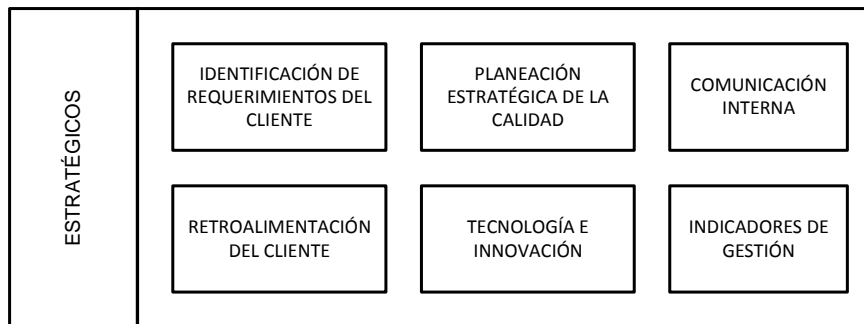 ESTRATÉGICOS
IDENTIFICACIÓN DE
REQUERIMIENTOS DEL
CLIENTE
PLANEACIÓN
ESTRATÉGICA DE LA
CALIDAD
COMUNICACIÓN
INTERNA
RETROALIMENTACIÓN
DEL CLIENTE
TECNOLOGÍA E
INNOVACIÓN
INDICADORES DE
GESTIÓN